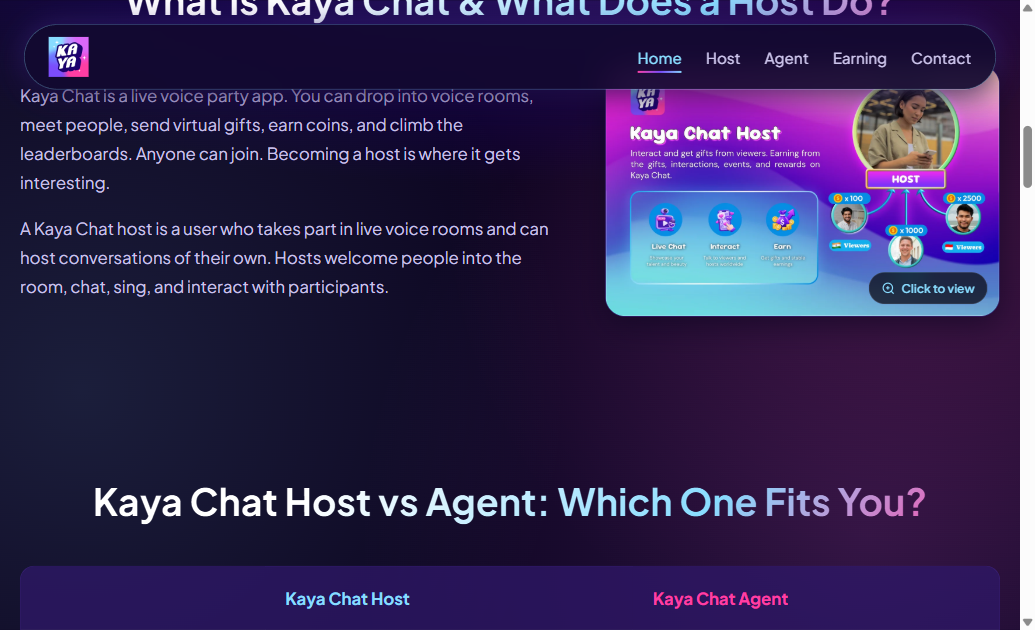 What Is Kaya Chat & What Does a Host Do?
KAYA
Home
Host
Agent
Earning
Contact
Kaya Chat is a live voice party app. You can drop into voice rooms,
meet people, send virtual gifts, earn coins, and climb the
leaderboards. Anyone can join. Becoming a host is where it gets
interesting.
A Kaya Chat host is a user who takes part in live voice rooms and can
host conversations of their own. Hosts welcome people into the
room, chat, sing, and interact with participants.
KAYA
Kaya Chat Host
Interact and get gifts from viewers. Earning from
the gifts, interactions, events, and rewards on
Kaya Chat.
HOST
x 100
x 2500
x 1000
Viewers
Viewers
Live Chat
Interact
Earn
Click to view
Kaya Chat Host vs Agent: Which One Fits You?
Kaya Chat Host
Kaya Chat Agent